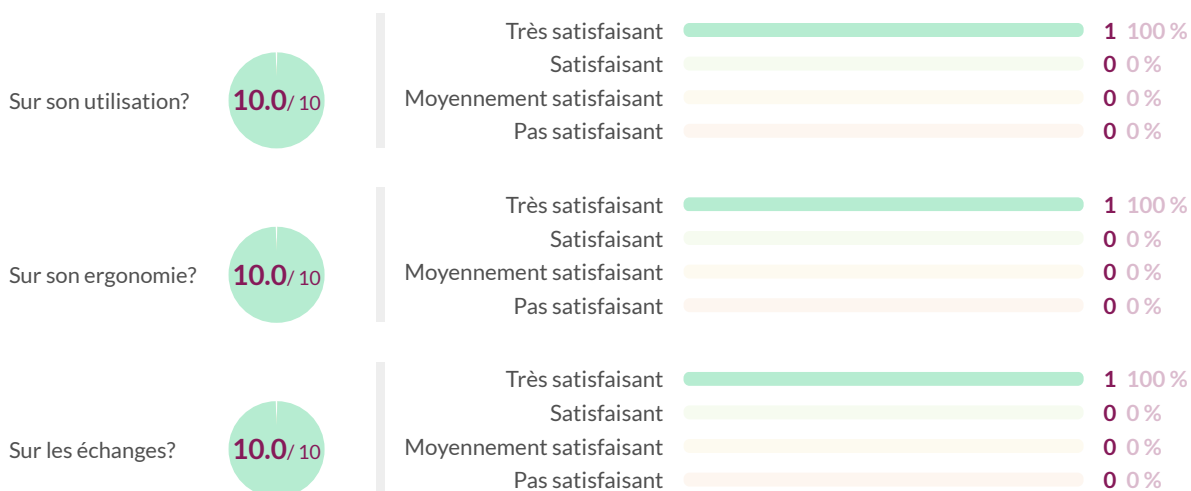 Sur son utilisation?
10.0/ 10
Très satisfaisant 1 100 %
Satisfaisant 0 0 %
Moyennement satisfaisant 0 0 %
Pas satisfaisant 0 0 %
Sur son ergonomie?
10.0/ 10
Très satisfaisant 1 100 %
Satisfaisant 0 0 %
Moyennement satisfaisant 0 0 %
Pas satisfaisant 0 0 %
Sur les échanges?
10.0/ 10
Très satisfaisant 1 100 %
Satisfaisant 0 0 %
Moyennement satisfaisant 0 0 %
Pas satisfaisant 0 0 %